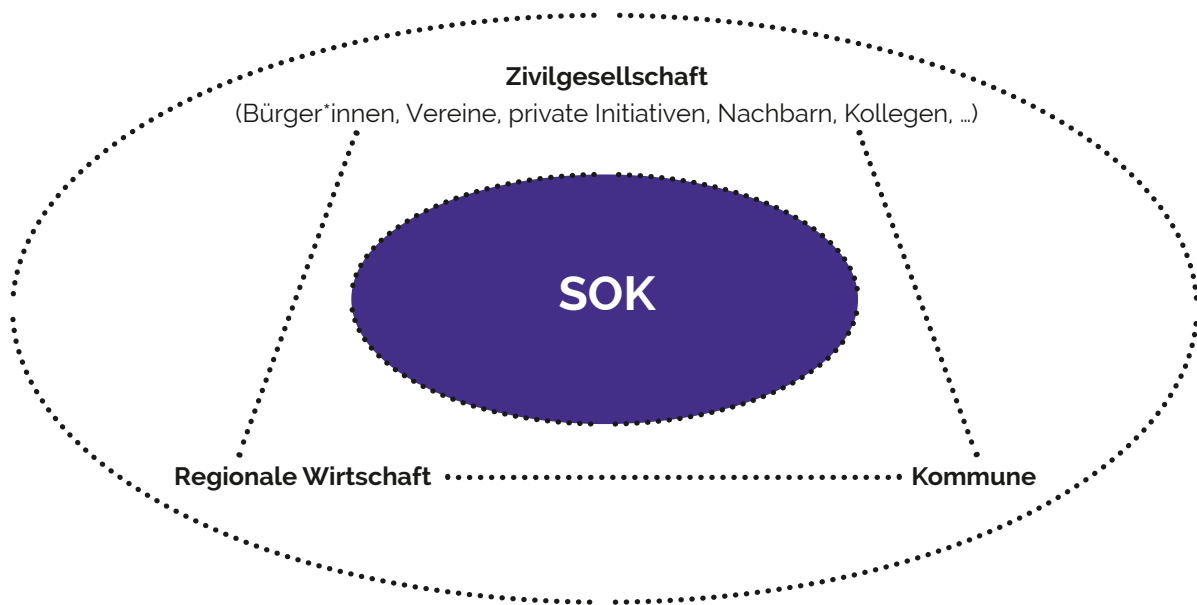 Zivilgesellschaft
(Bürger*innen, Vereine, private Initiativen, Nachbarn, Kollegen, …)
SOK
Regionale Wirtschaft
Kommune